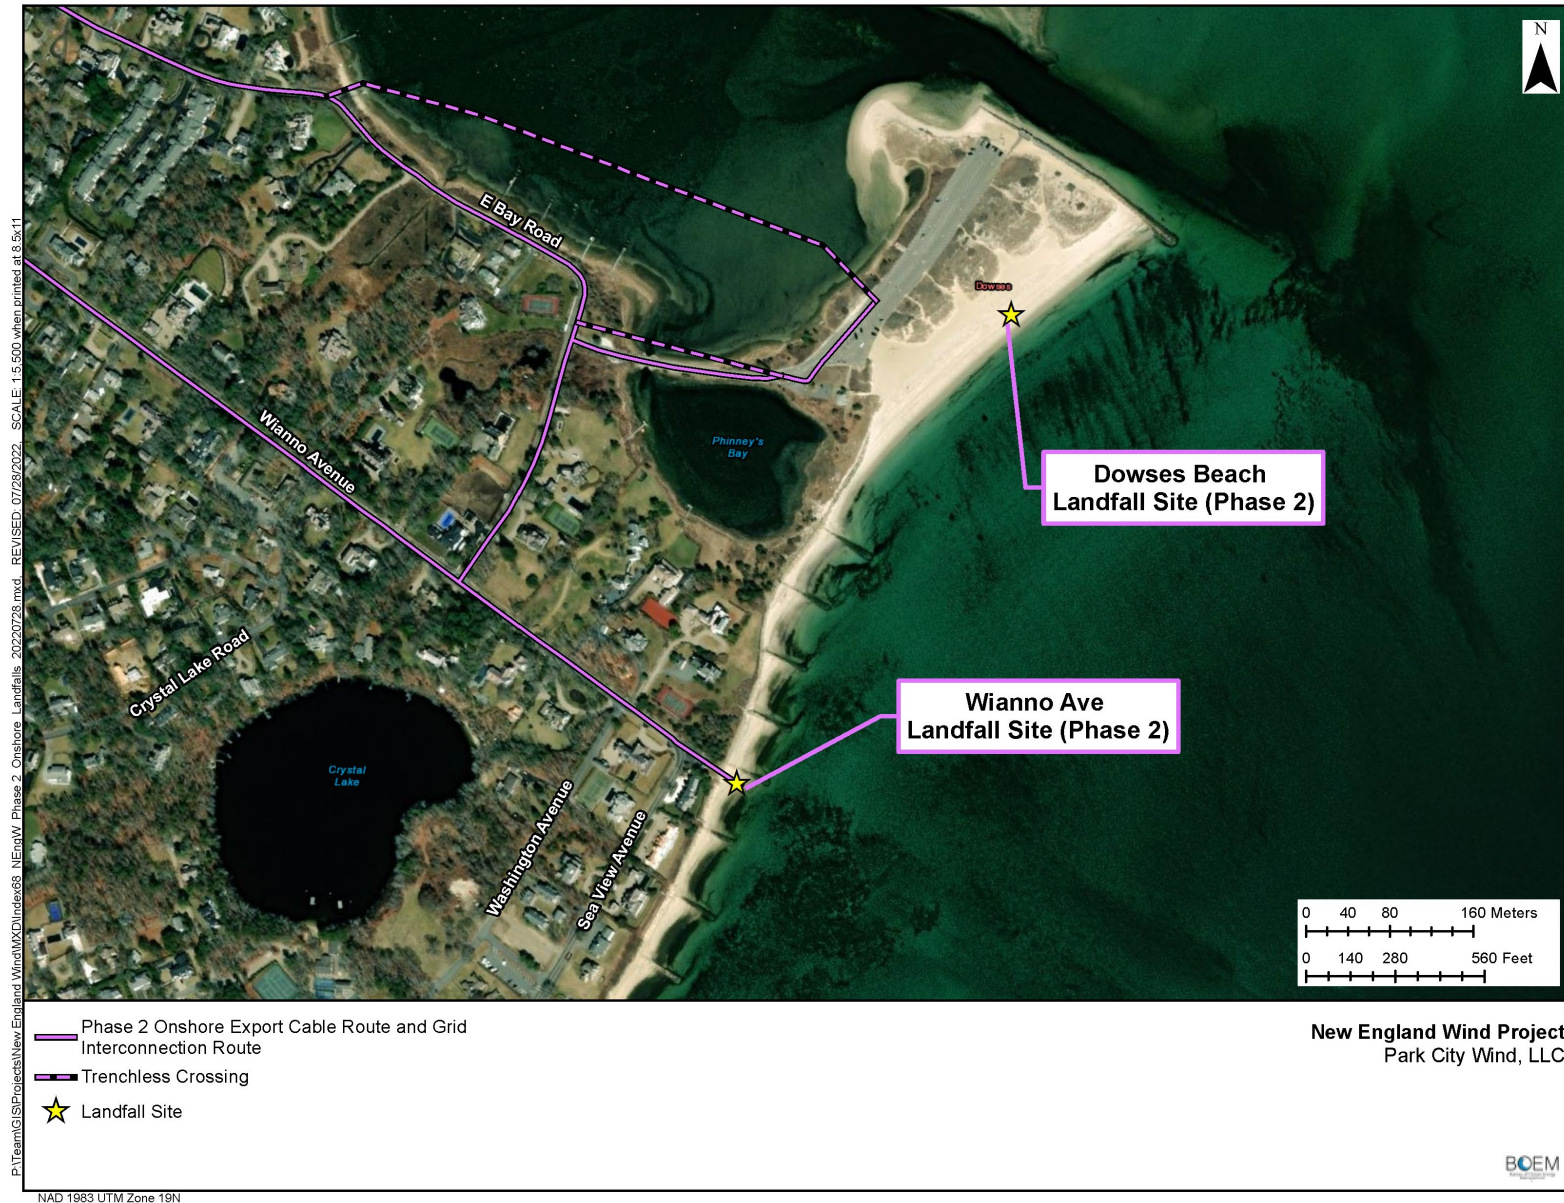 N
E Bay Road
Dowses
Wianno Avenue
Phinney's
Bay
Dowses Beach
Landfall Site (Phase 2)
Crystal Lake Road
Wianno Ave
Landfall Site (Phase 2)
Crystal
Lake
Washington Avenue
Sea View Avenue
0 40 80 160 Meters
0 140 280 560 Feet
P:\Team\GIS\Projects\New England Wind\MXD\Index68_NEngW_Phase_2_Onshore_Landfalls_20220728.mxd, REVISED: 07/28/2022, SCALE: 1:5,500 when printed at 8.5x11
Phase 2 Onshore Export Cable Route and Grid
Interconnection Route
Trenchless Crossing
Landfall Site
New England Wind Project
Park City Wind, LLC
BOEM
NAD 1983 UTM Zone 19N